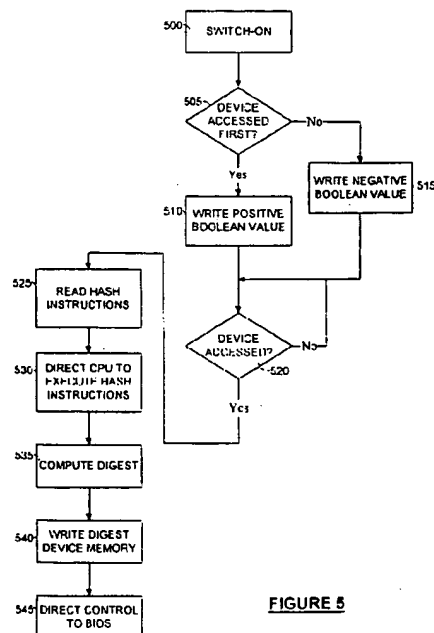 500
SWITCH-ON
505
DEVICE
ACCESSED
FIRST?
No
Yes
510
WRITE POSITIVE
BOOLEAN VALUE
WRITE NEGATIVE
BOOLEAN VALUE
515
DEVICE
ACCESSED?
No
520
Yes
525
READ HASH
INSTRUCTIONS
530
DIRECT CPU TO
EXECUTE HASH
INSTRUCTIONS
535
COMPUTE DIGEST
540
WRITE DIGEST
DEVICE MEMORY
545
DIRECT CONTROL
TO BIOS
FIGURE 5